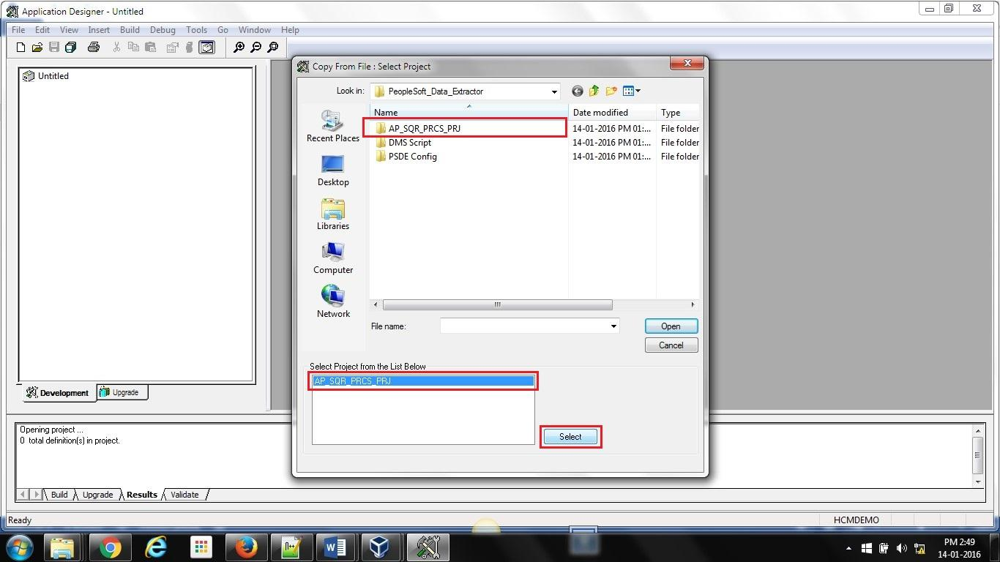 Application Designer - Untitled
File Edit View Insert Build Debug Tools Go Window Help
Untitled
Development Upgrade
Copy From File : Select Project
Look in: PeopleSoft_Data_Extractor
Name Date modified Type
AP_SQR_PRCS_PRJ 14-01-2016 PM 01:... File folder
DMS Script 14-01-2016 PM 01:... File folder
PSDE Config 14-01-2016 PM 01:... File folder
Recent Places
Desktop
Libraries
Computer
Network
File name:
Open
Cancel
Select Project from the List Below
AP_SQR_PRCS_PRJ
Select
Opening project ...
0 total definition(s) in project.
Build Upgrade Results Validate
Ready HCMDEMO
PM 2:49
14-01-2016